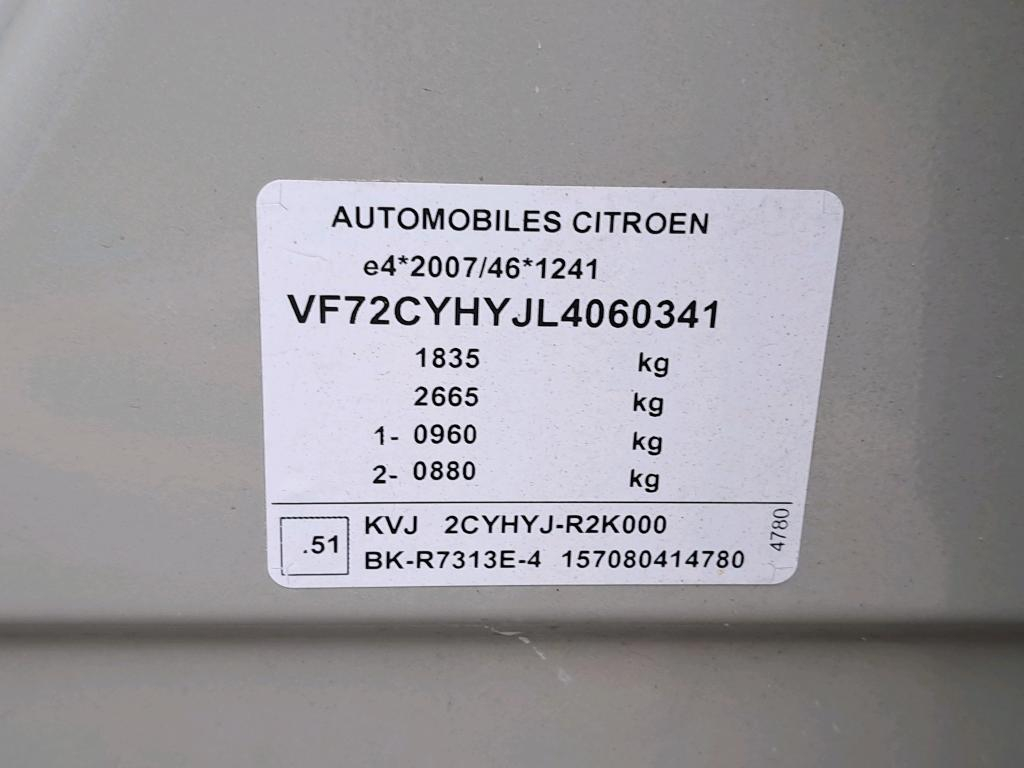 AUTOMOBILES CITROEN
e4*2007/46*1241
VF72CYHYJL4060341
1835 kg
2665 kg
1- 0960 kg
2- 0880 kg
.51
KVJ 2CYHYJ-R2K000
BK-R7313E-4 157080414780
4780